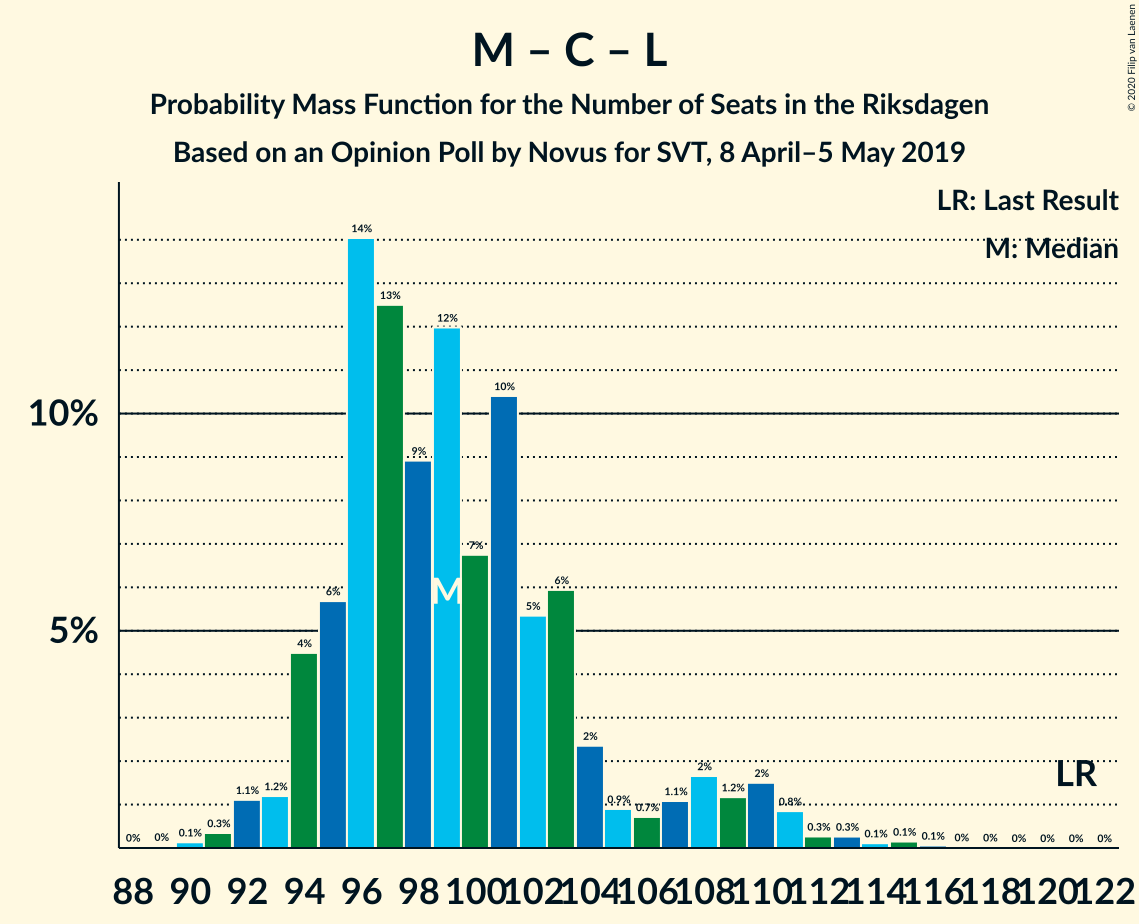 M – C – L
Probability Mass Function for the Number of Seats in the Riksdagen
Based on an Opinion Poll by Novus for SVT, 8 April–5 May 2019
© 2020 Filip van Laenen
LR: Last Result
M: Median
10%
5%
0% 0% 0.1% 0.3% 1.1% 1.2% 4% 6% 14% 13% 9% 12% 7% 10% 5% 6% 2% 0.9% 0.7% 1.1% 2% 1.2% 2% 0.8% 0.3% 0.3% 0.1% 0.1% 0.1% 0% 0% 0% 0% 0% 0%
M
LR
88 90 92 94 96 98 100 102 104 106 108 110 112 114 116 118 120 122